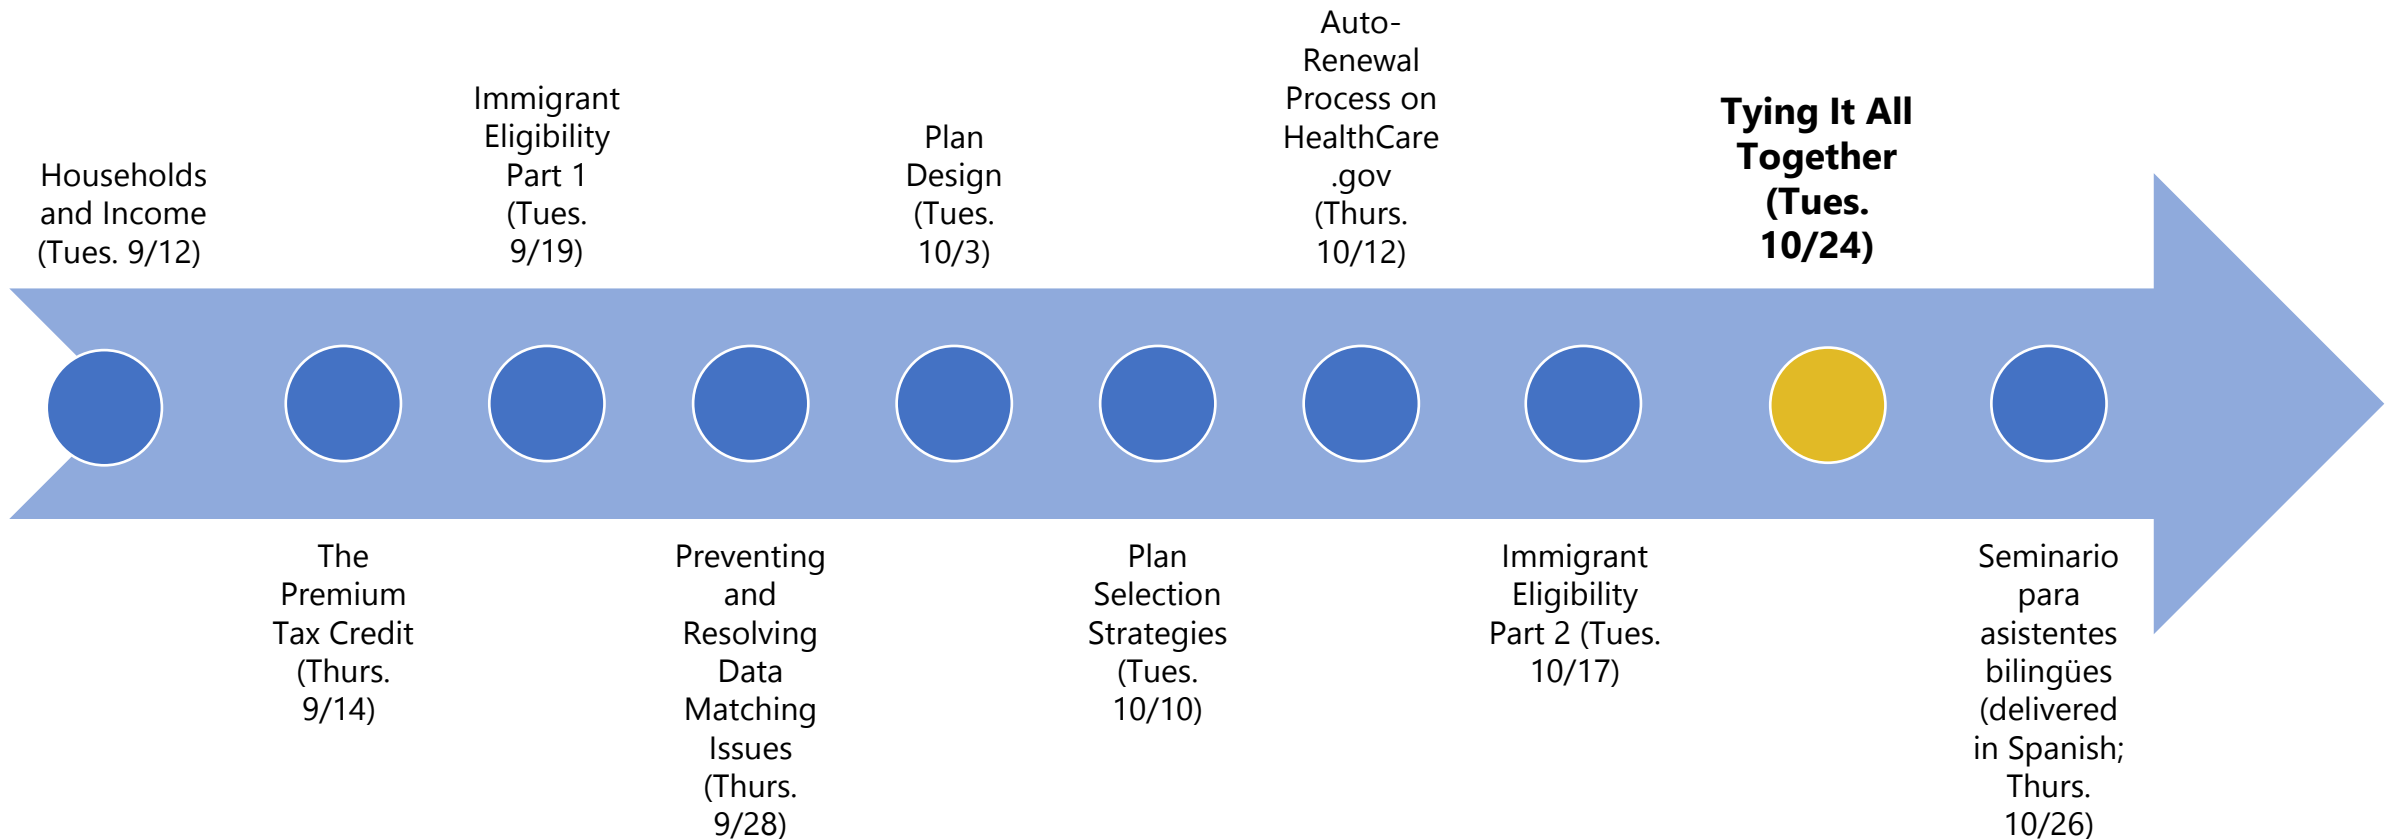 Households
and Income
(Tues. 9/12)
The
Premium
Tax Credit
(Thurs.
9/14)
Immigrant
Eligibility
Part 1
(Tues.
9/19)
Preventing
and
Resolving
Data
Matching
Issues
(Thurs.
9/28)
Plan
Design
(Tues.
10/3)
Plan
Selection
Strategies
(Tues.
10/10)
Auto-
Renewal
Process on
HealthCare
.gov
(Thurs.
10/12)
Immigrant
Eligibility
Part 2 (Tues.
10/17)
Tying It All
Together
(Tues.
10/24)
Seminario
para
asistentes
bilingües
(delivered
in Spanish;
Thurs.
10/26)